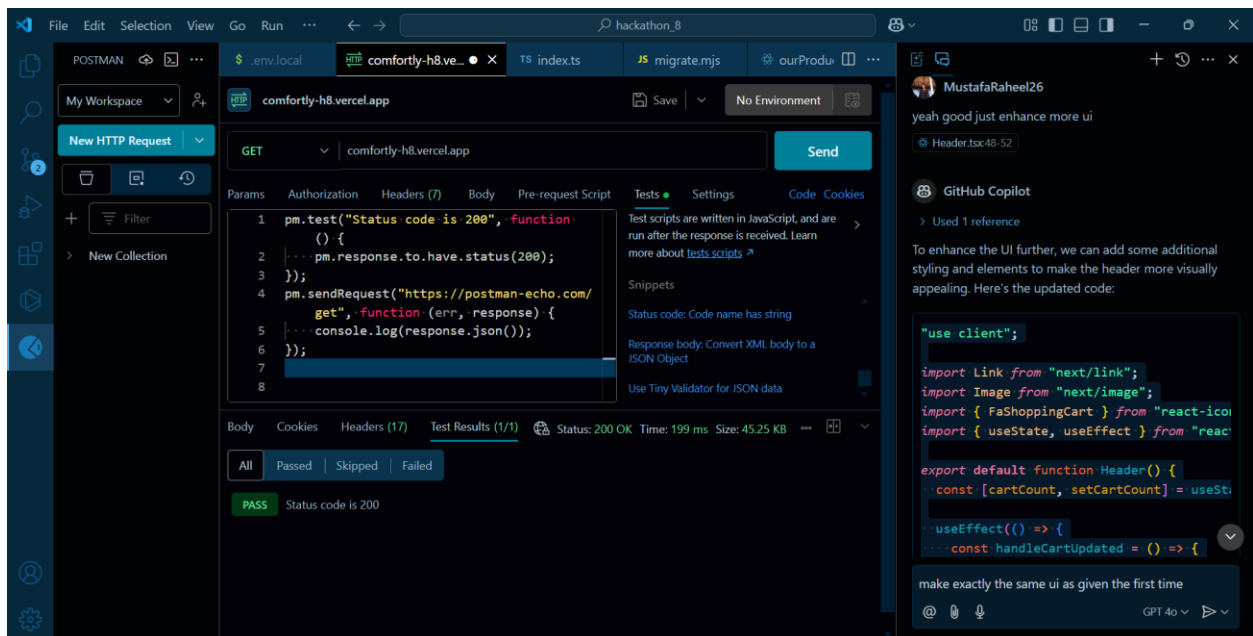 File Edit Selection View Go Run ··· hackathon_8
POSTMAN ···
My Workspace
New HTTP Request
Filter
New Collection
2
$ .env.local
HTTP comfortly-h8.ve...
TS index.ts
JS migrate.mjs
ourProdu
···
HTTP comfortly-h8.vercel.app
Save
No Environment
GET comfortly-h8.vercel.app Send
Params Authorization Headers (7) Body Pre-request Script Tests Settings Code Cookies
1 pm.test("Status code is 200", function
() {
2 pm.response.to.have.status(200);
3 });
4 pm.sendRequest("https://postman-echo.com/
get", function (err, response) {
5 console.log(response.json());
6 });
7
8
Test scripts are written in JavaScript, and are
run after the response is received. Learn
more about tests scripts
Snippets
Status code: Code name has string
Response body: Convert XML body to a
JSON Object
Use Tiny Validator for JSON data
Body Cookies Headers (17) Test Results (1/1) Status: 200 OK Time: 199 ms Size: 45.25 KB
All Passed Skipped Failed
PASS Status code is 200
MustafaRaheel26
yeah good just enhance more ui
Header.tsx:48-52
GitHub Copilot
Used 1 reference
To enhance the UI further, we can add some additional
styling and elements to make the header more visually
appealing. Here's the updated code:
"use client";
import Link from "next/link";
import Image from "next/image";
import { FaShoppingCart } from "react-icon
import { useState, useEffect } from "reac
export default function Header() {
const [cartCount, setCartCount] = useSta
useEffect(() => {
const handleCartUpdated = () => {
make exactly the same ui as given the first time
@ GPT 4o